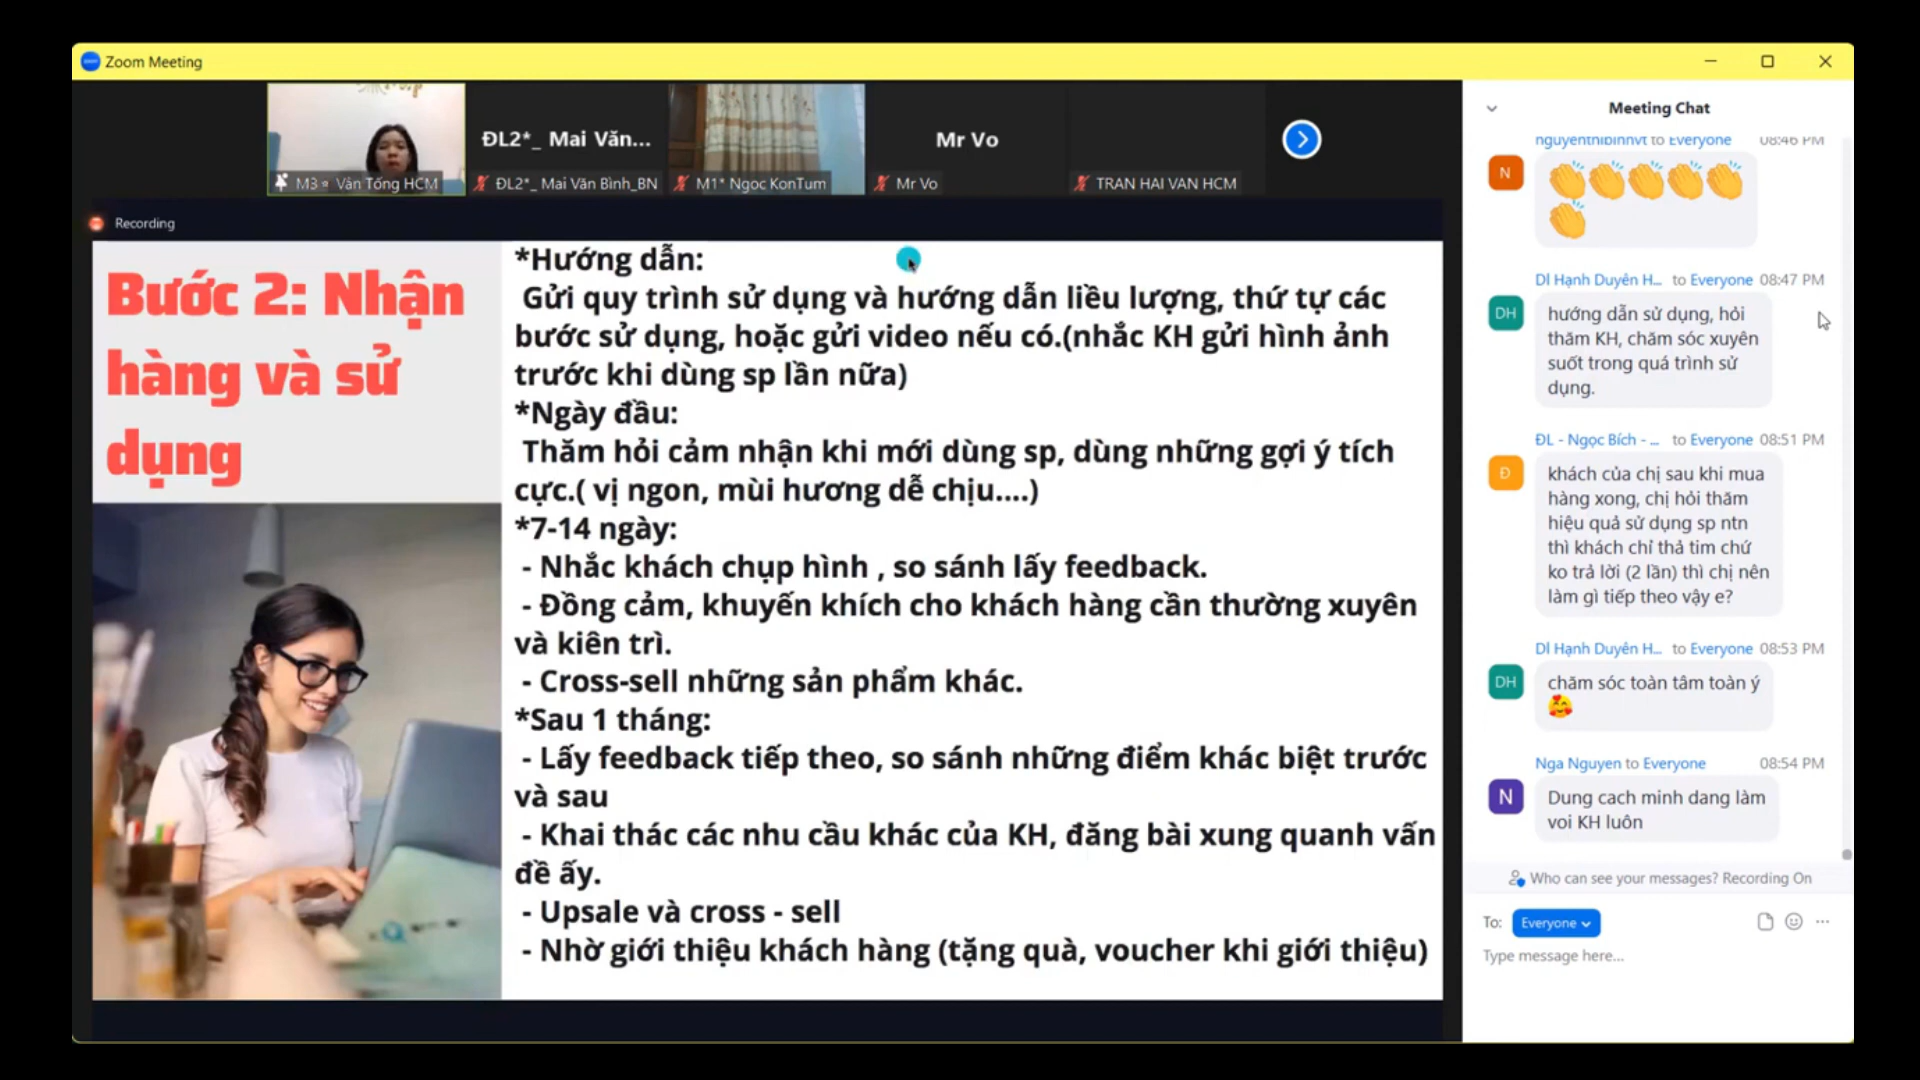 Zoom Meeting
ĐL2*_ Mai Văn...
Mr Vo
M3 Vân Tống HCM
ĐL2*_ Mai Văn Bình_BN
M1* Ngọc KonTum
Mr Vo
TRAN HAI VAN HCM
Recording
Bước 2: Nhận
hàng và sử
dụng
*Hướng dẫn:
Gửi quy trình sử dụng và hướng dẫn liều lượng, thứ tự các
bước sử dụng, hoặc gửi video nếu có.(nhắc KH gửi hình ảnh
trước khi dùng sp lần nữa)
*Ngày đầu:
Thăm hỏi cảm nhận khi mới dùng sp, dùng những gợi ý tích
cực.( vị ngon, mùi hương dễ chịu....)
*7-14 ngày:
- Nhắc khách chụp hình , so sánh lấy feedback.
- Đồng cảm, khuyến khích cho khách hàng cần thường xuyên
và kiên trì.
- Cross-sell những sản phẩm khác.
*Sau 1 tháng:
- Lấy feedback tiếp theo, so sánh những điểm khác biệt trước
và sau
- Khai thác các nhu cầu khác của KH, đăng bài xung quanh vấn
đề ấy.
- Upsale và cross - sell
- Nhờ giới thiệu khách hàng (tặng quà, voucher khi giới thiệu)
Meeting Chat
nguyenthibinhvt to Everyone 08:46 PM
N
Dl Hạnh Duyên H... to Everyone 08:47 PM
DH
hướng dẫn sử dụng, hỏi
thăm KH, chăm sóc xuyên
suốt trong quá trình sử
dụng.
ĐL - Ngọc Bích - ... to Everyone 08:51 PM
Đ
khách của chị sau khi mua
hàng xong, chị hỏi thăm
hiệu quả sử dụng sp ntn
thì khách chỉ thả tim chứ
ko trả lời (2 lần) thì chị nên
làm gì tiếp theo vậy e?
Dl Hạnh Duyên H... to Everyone 08:53 PM
DH
chăm sóc toàn tâm toàn ý
Nga Nguyen to Everyone 08:54 PM
N
Dung cach minh dang làm
voi KH luôn
Who can see your messages? Recording On
To: Everyone
Type message here...